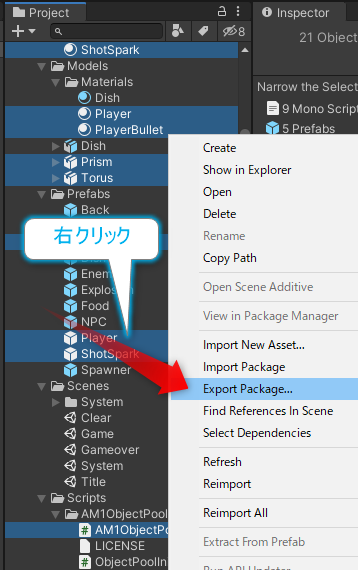 Project
Inspector
8
21 Object
ShotSpark
Models
Materials
Dish
Player
PlayerBullet
Dish
Prism
Torus
Prefabs
Back
Enem
Explosion
Food
NPC
Player
ShotSpark
Spawner
Scenes
System
Clear
Game
Gameover
System
Title
Scripts
AM1ObjectPool
AM1ObjectPo
LICENSE
ObjectPoolIn
Narrow the Select
9 Mono Script
5 Prefabs
右クリック
Create
Show in Explorer
Open
Delete
Rename
Copy Path
Open Scene Additive
View in Package Manager
Import New Asset...
Import Package
Export Package...
Find References In Scene
Select Dependencies
Refresh
Reimport
Reimport All
Extract From Prefab
Run API Updater